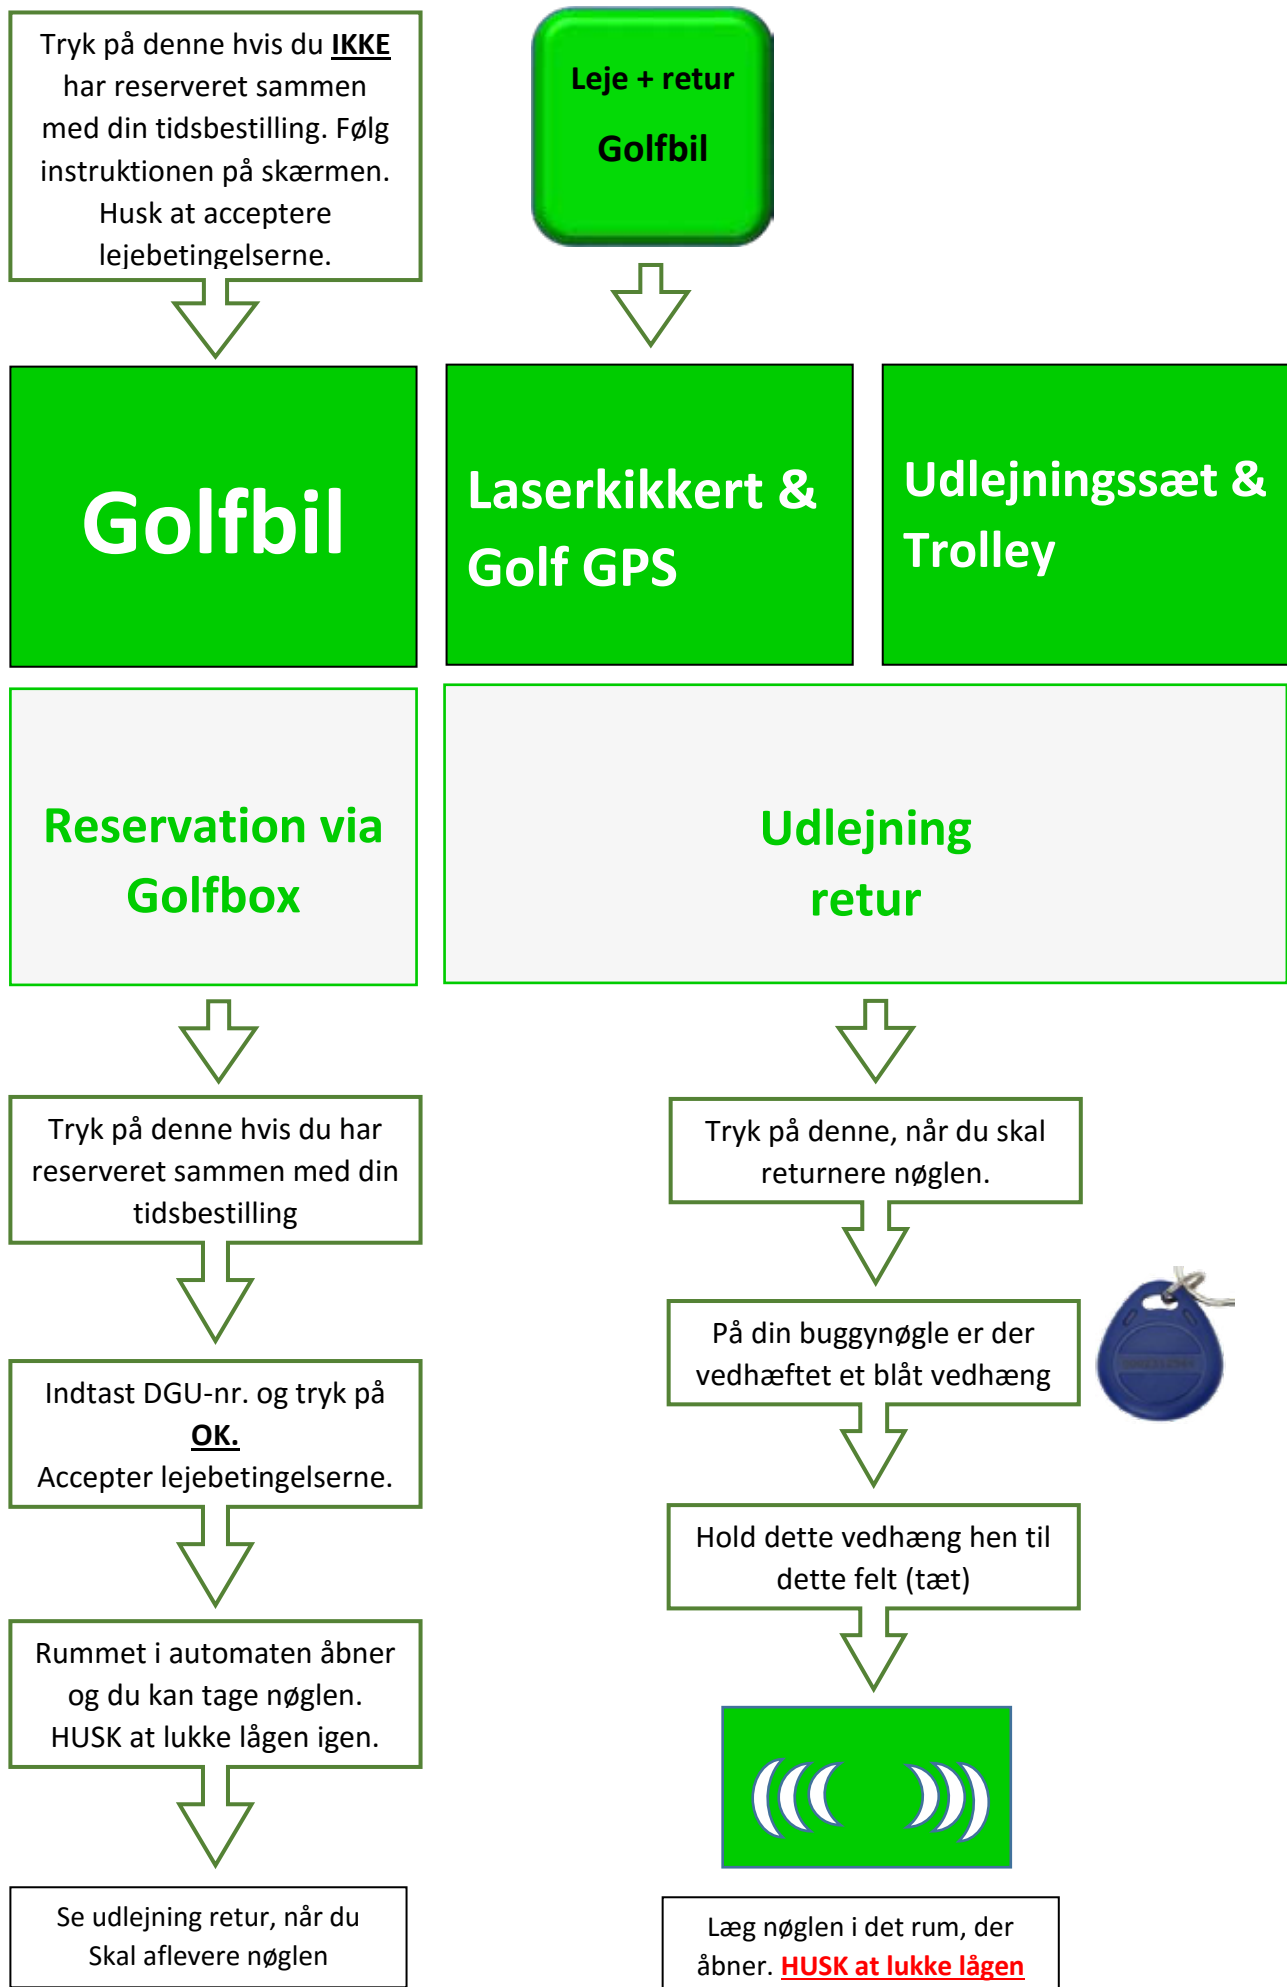 Tryk på denne hvis du IKKE
har reserveret sammen
med din tidsbestilling. Følg
instruktionen på skærmen.
Husk at acceptere
lejebetingelserne.
Leje + retur
Golfbil
Golfbil
Laserkikkert &
Golf GPS
Udlejningssæt &
Trolley
Reservation via
Golfbox
Udlejning
retur
Tryk på denne hvis du har
reserveret sammen med din
tidsbestilling
Indtast DGU-nr. og tryk på
OK.
Accepter lejebetingelserne.
Rummet i automaten åbner
og du kan tage nøglen.
HUSK at lukke lågen igen.
Se udlejning retur, når du
Skal aflevere nøglen
Tryk på denne, når du skal
returnere nøglen.
På din buggynøgle er der
vedhæftet et blåt vedhæng
Hold dette vedhæng hen til
dette felt (tæt)
Læg nøglen i det rum, der
åbner. HUSK at lukke lågen